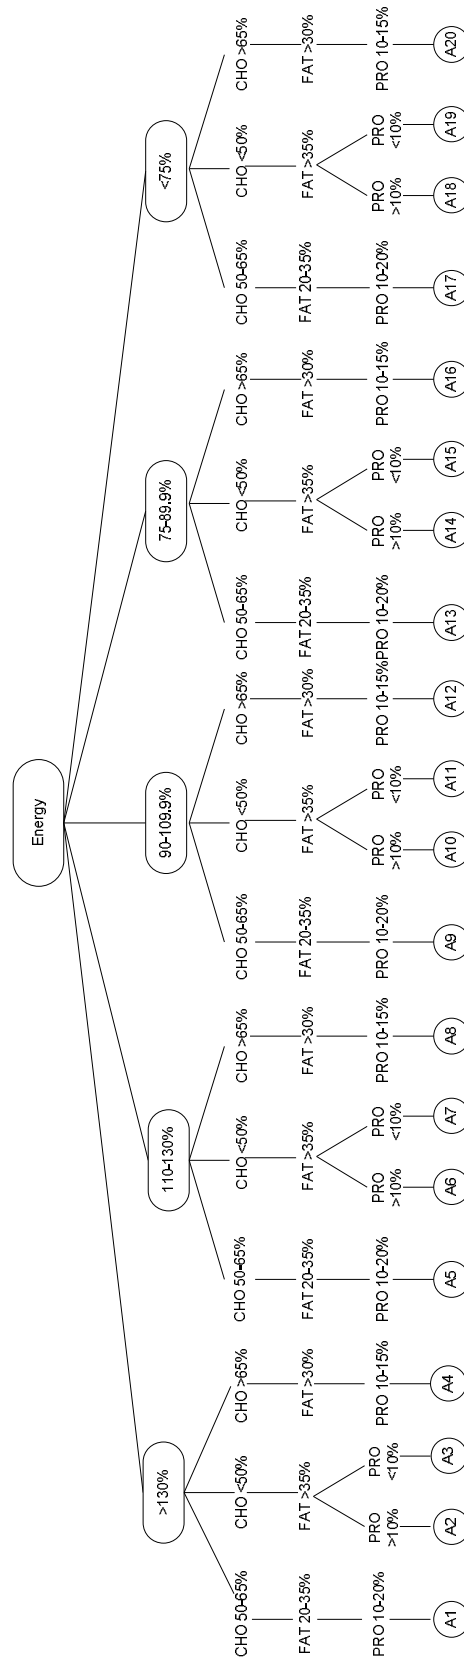 Energy
>130%
110-130%
90-109.9%
75-89.9%
<75%
CHO 50-65%
CHO <50%
CHO >65%
CHO 50-65%
CHO <50%
CHO >65%
CHO 50-65%
CHO <50%
CHO >65%
CHO 50-65%
CHO <50%
CHO >65%
CHO 50-65%
CHO <50%
CHO >65%
FAT 20-35%
FAT >35%
FAT >30%
FAT 20-35%
FAT >35%
FAT >30%
FAT 20-35%
FAT >35%
FAT >30%
FAT 20-35%
FAT >35%
FAT >30%
FAT 20-35%
FAT >35%
FAT >30%
PRO 10-20%
PRO
>10%
PRO
<10%
PRO 10-15%
PRO 10-20%
PRO
>10%
PRO
<10%
PRO 10-15%
PRO 10-20%
PRO
>10%
PRO
<10%
PRO 10-15%
PRO 10-20%
PRO
>10%
PRO
<10%
PRO 10-15%
PRO 10-20%
PRO
>10%
PRO
<10%
PRO 10-15%
A1
A2
A3
A4
A5
A6
A7
A8
A9
A10
A11
A12
A13
A14
A15
A16
A17
A18
A19
A20